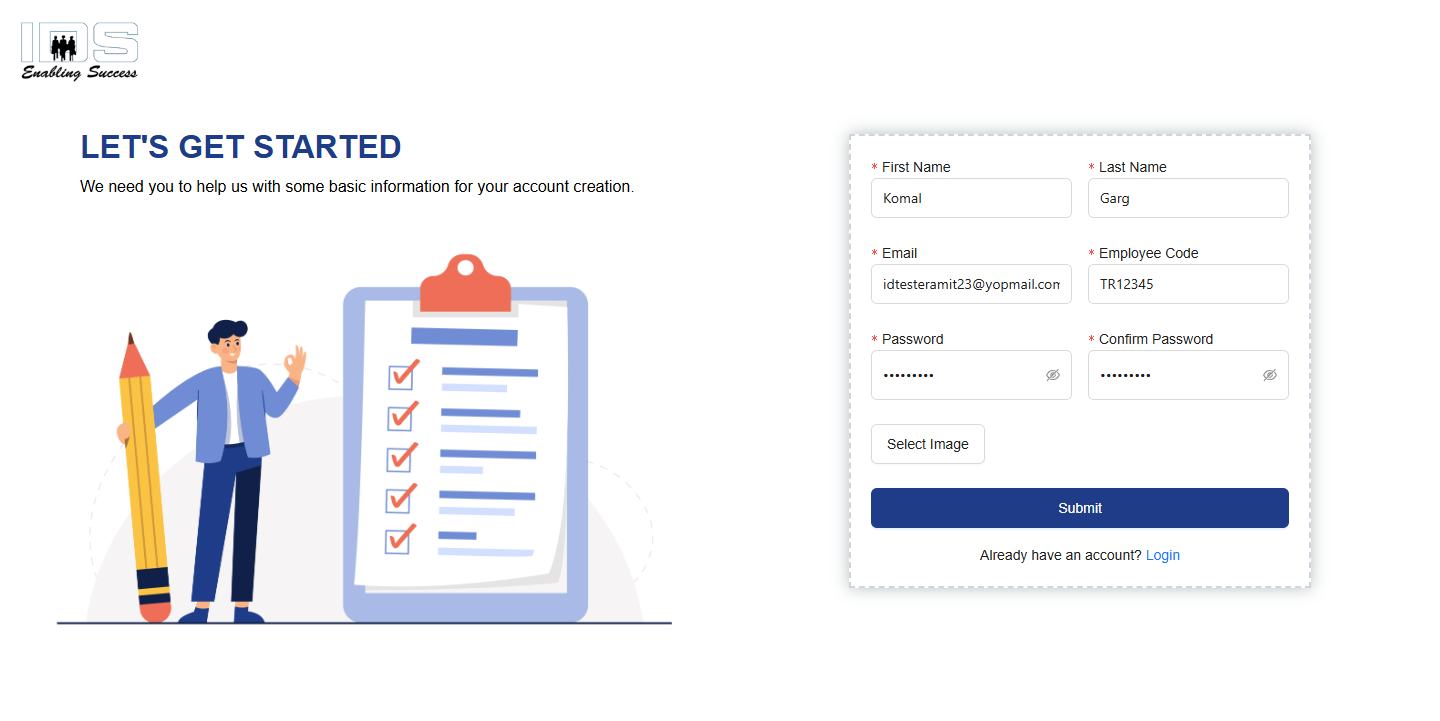 IDS
Enabling Success
LET'S GET STARTED
We need you to help us with some basic information for your account creation.
* First Name
Komal
* Last Name
Garg
* Email
idtesteramit23@yopmail.com
* Employee Code
TR12345
* Password
•••••••••
* Confirm Password
•••••••••
Select Image
Submit
Already have an account? Login